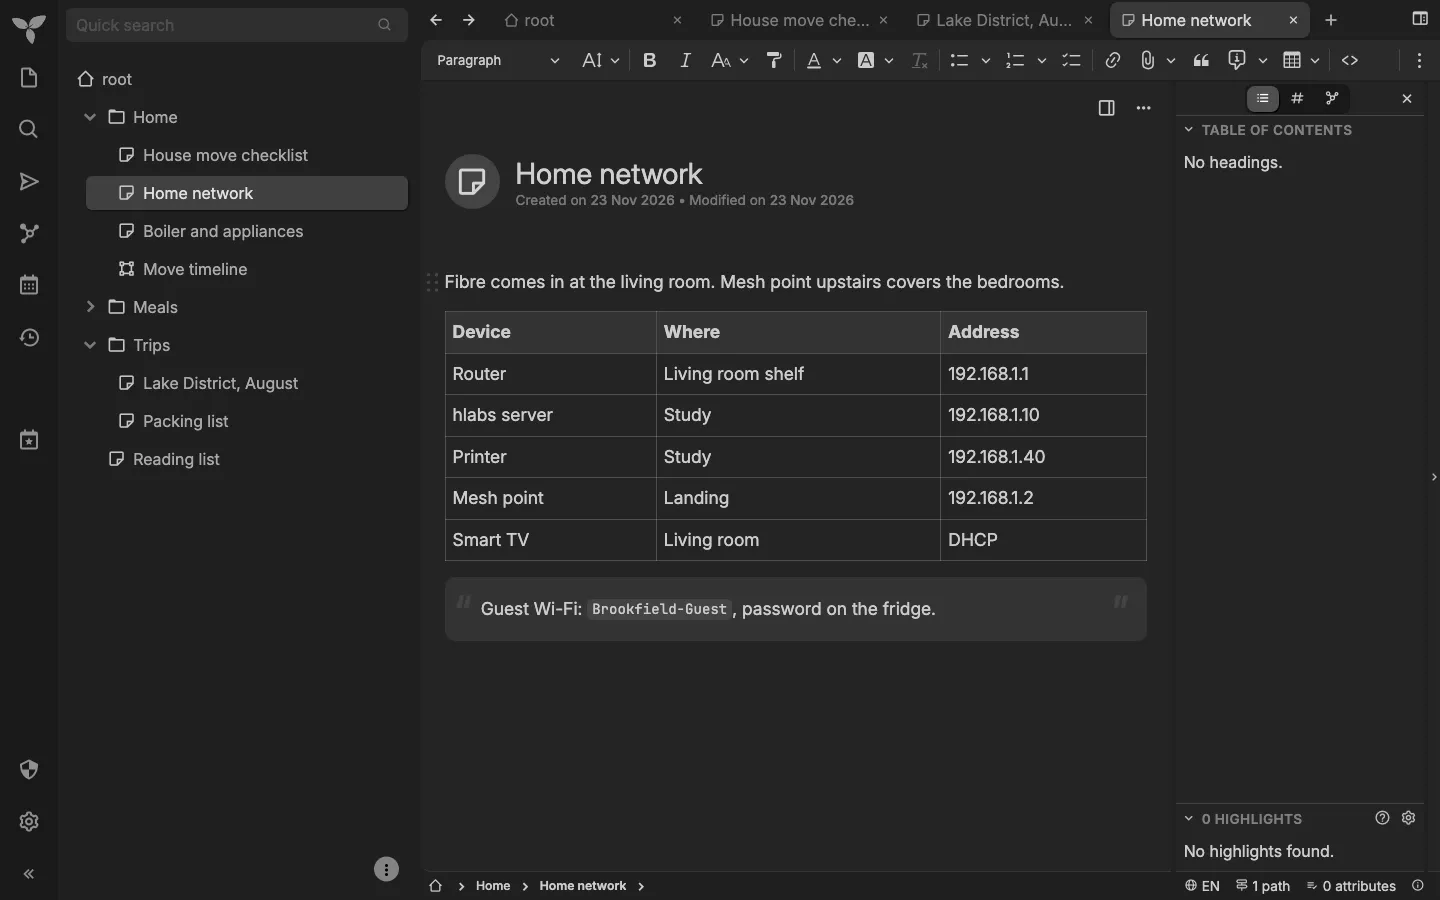 Quick search
root
Home
House move checklist
Home network
Boiler and appliances
Move timeline
Meals
Trips
Lake District, August
Packing list
Reading list
root
House move che...
Lake District, Au...
Home network
Paragraph
Home network
Created on 23 Nov 2026 • Modified on 23 Nov 2026
Fibre comes in at the living room. Mesh point upstairs covers the bedrooms.
Device Where Address
Router Living room shelf 192.168.1.1
hlabs server Study 192.168.1.10
Printer Study 192.168.1.40
Mesh point Landing 192.168.1.2
Smart TV Living room DHCP
Guest Wi-Fi: Brookfield-Guest, password on the fridge.
Home Home network
TABLE OF CONTENTS
No headings.
0 HIGHLIGHTS
No highlights found.
EN 1 path 0 attributes